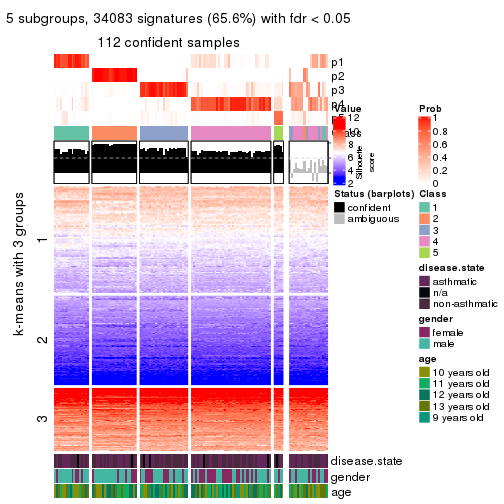 5 subgroups, 34083 signatures (65.6%) with fdr < 0.05
112 confident samples
p1
p2
p3
p4
k-means with 3 groups
1
2
3
Value
12
10
8
6
4
2
Silhouette
score
Status (barplots)
confident
ambiguous
Prob
1
0.8
0.6
0.4
0.2
0
Class
1
2
3
4
5
disease.state
asthmatic
n/a
non-asthmatic
gender
female
male
age
10 years old
11 years old
12 years old
13 years old
9 years old
disease.state
gender
age